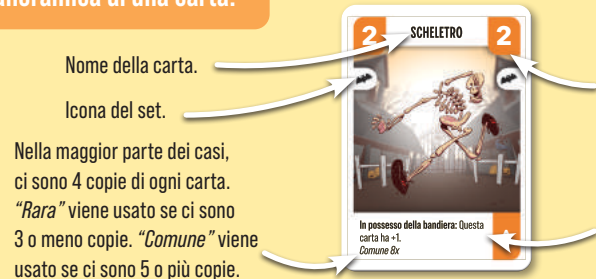 anoramica di una carta:
Nome della carta.
Icona del set.
Nella maggior parte dei casi,
ci sono 4 copie di ogni carta.
“Rara” viene usato se ci sono
3 o meno copie. “Comune” viene
usato se ci sono 5 o più copie.
2 SCHELETRO 2
In possesso della bandiera: Questa
carta ha +1.
Comune 8x